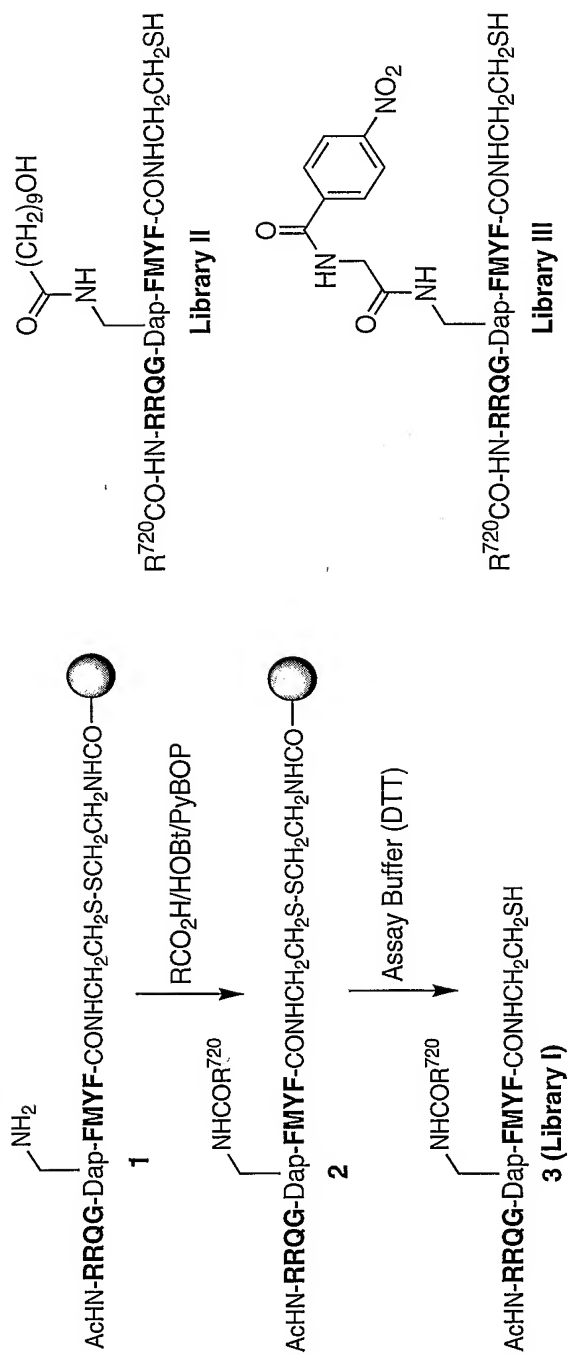 NH2
AcHN-RRQG-Dap-FMYF-CONHCH2CH2S-SCH2CH2NHCO
1
RCO2H/HOBt/PyBOP
NHCOR720
AcHN-RRQG-Dap-FMYF-CONHCH2CH2S-SCH2CH2NHCO
2
Assay Buffer (DTT)
NHCOR720
AcHN-RRQG-Dap-FMYF-CONHCH2CH2SH
3 (Library I)
O
(CH2)9OH
NH
R720CO-HN-RRQG-Dap-FMYF-CONHCH2CH2SH
Library II
O
NO2
HN
O
NH
R720CO-HN-RRQG-Dap-FMYF-CONHCH2CH2SH
Library III